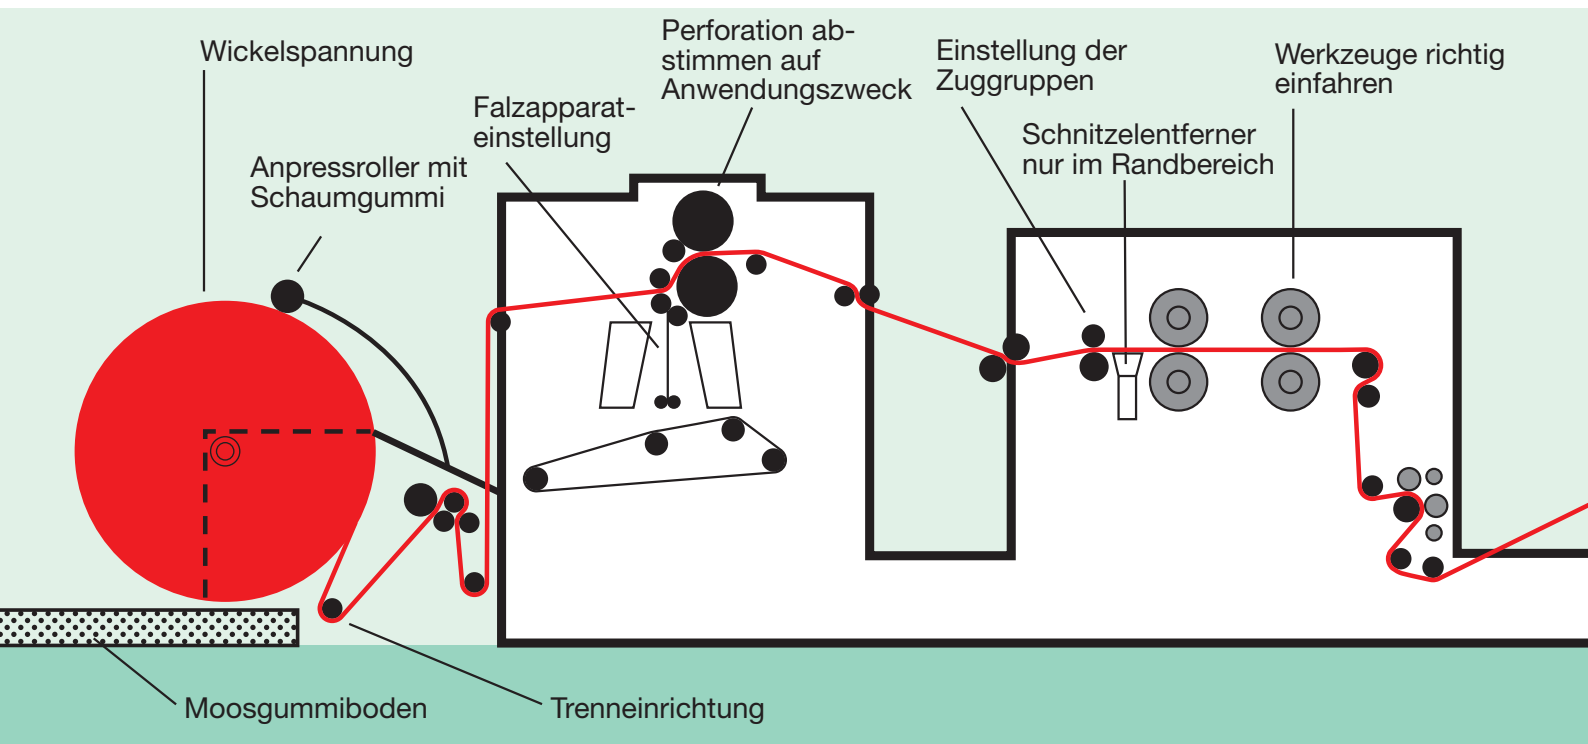 Wickelspannung
Anpressroller mit
Schaumgummi
Falzapparat-
einstellung
Perforation ab-
stimmen auf
Anwendungszweck
Einstellung der
Zuggruppen
Schnitzelentferner
nur im Randbereich
Werkzeuge richtig
einfahren
Moosgummiboden
Trenneinrichtung